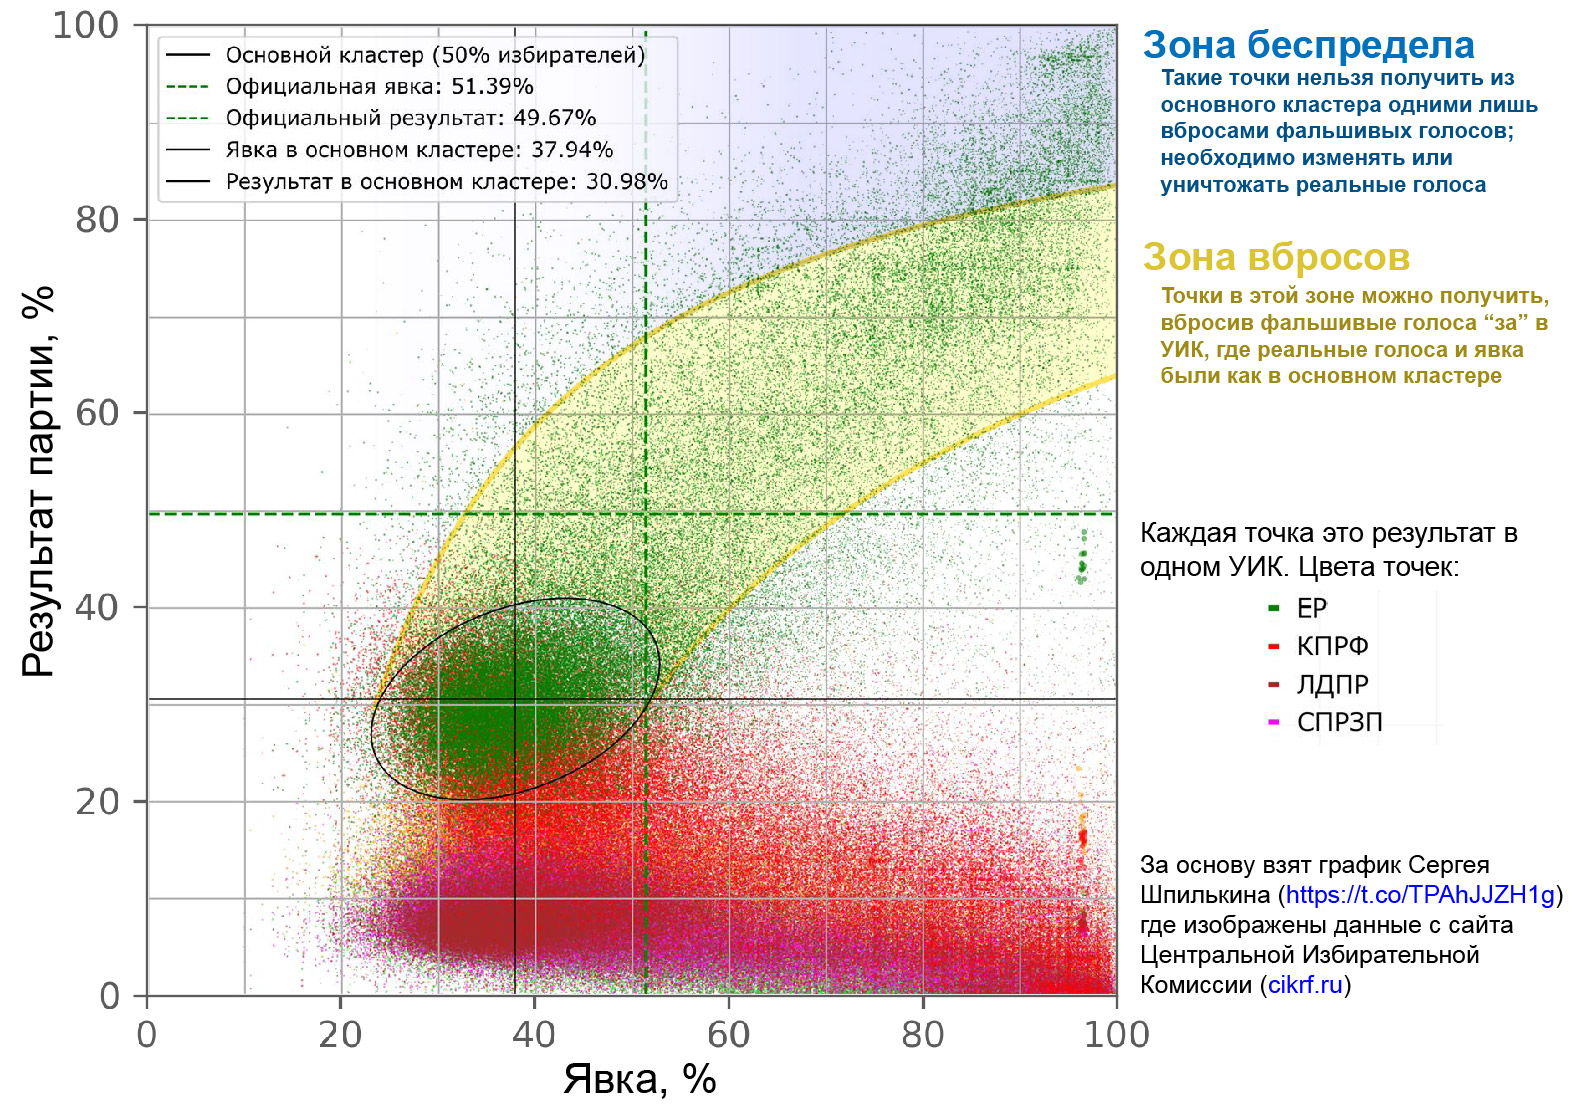 100
80
60
40
20
0
0
20
40
60
80
100
Результат партии, %
Явка, %
Основной кластер (50% избирателей)
Официальная явка: 51.39%
Официальный результат: 49.67%
Явка в основном кластере: 37.94%
Результат в основном кластере: 30.98%
Зона беспредела
Такие точки нельзя получить из
основного кластера одними лишь
вбросами фальшивых голосов;
необходимо изменять или
уничтожать реальные голоса
Зона вбросов
Точки в этой зоне можно получить,
вбросив фальшивые голоса “за” в
УИК, где реальные голоса и явка
были как в основном кластере
Каждая точка это результат в
одном УИК. Цвета точек:
ЕР
КПРФ
ЛДПР
СПРЗП
За основу взят график Сергея
Шпилькина (https://t.co/TPAhJJZH1g)
где изображены данные с сайта
Центральной Избирательной
Комиссии (cikrf.ru)